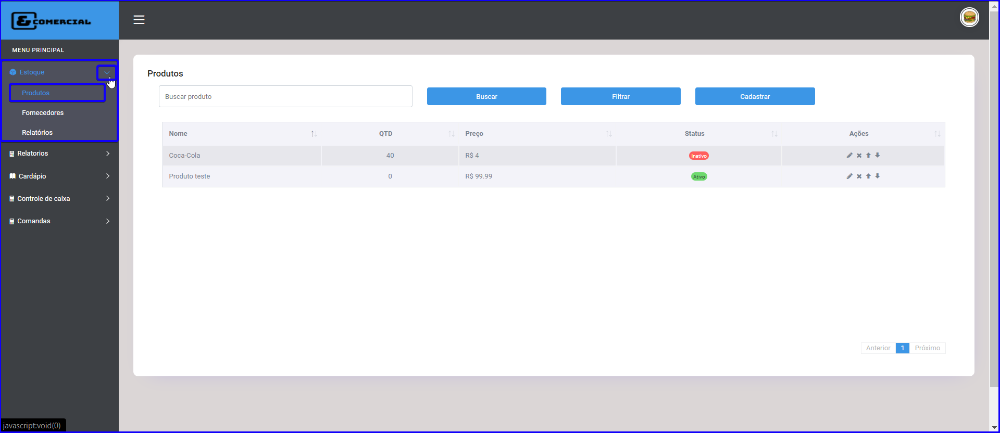 & COMERCIAL
MENU PRINCIPAL
Estoque
Produtos
Fornecedores
Relatórios
Relatorios
Cardápio
Controle de caixa
Comandas
Produtos
Buscar produto
Buscar
Filtrar
Cadastrar
Nome QTD Preço Status Ações
Coca-Cola 40 R$ 4 Inativo
Produto teste 0 R$ 99.99 Ativo
Anterior 1 Próximo
javascript:void(0)